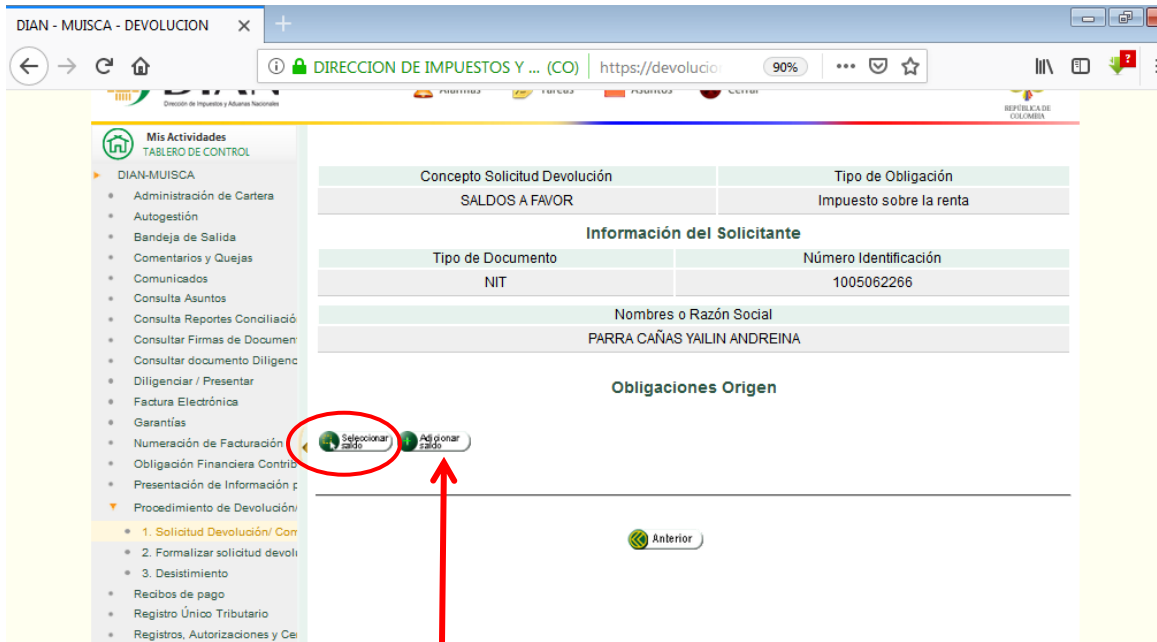 DIAN - MUISCA - DEVOLUCION
DIRECCION DE IMPUESTOS Y ... (CO) https://devolucio 90%
Dirección de Impuestos y Aduanas Nacionales
Alarmas Tareas Asuntos Cerrar
REPÚBLICA DE
COLOMBIA
Mis Actividades
TABLERO DE CONTROL
DIAN-MUISCA
Administración de Cartera
Autogestión
Bandeja de Salida
Comentarios y Quejas
Comunicados
Consulta Asuntos
Consulta Reportes Conciliació
Consultar Firmas de Documen
Consultar documento Diligenc
Diligenciar / Presentar
Factura Electrónica
Garantías
Numeración de Facturación
Obligación Financiera Contrib
Presentación de Información p
Procedimiento de Devolución/
1. Solicitud Devolución/ Com
2. Formalizar solicitud devolu
3. Desistimiento
Recibos de pago
Registro Único Tributario
Registros, Autorizaciones y Cer
Concepto Solicitud Devolución Tipo de Obligación
SALDOS A FAVOR Impuesto sobre la renta
Información del Solicitante
Tipo de Documento Número Identificación
NIT 1005062266
Nombres o Razón Social
PARRA CAÑAS YAILIN ANDREINA
Obligaciones Origen
Seleccionar saldo
Adicionar saldo
Anterior